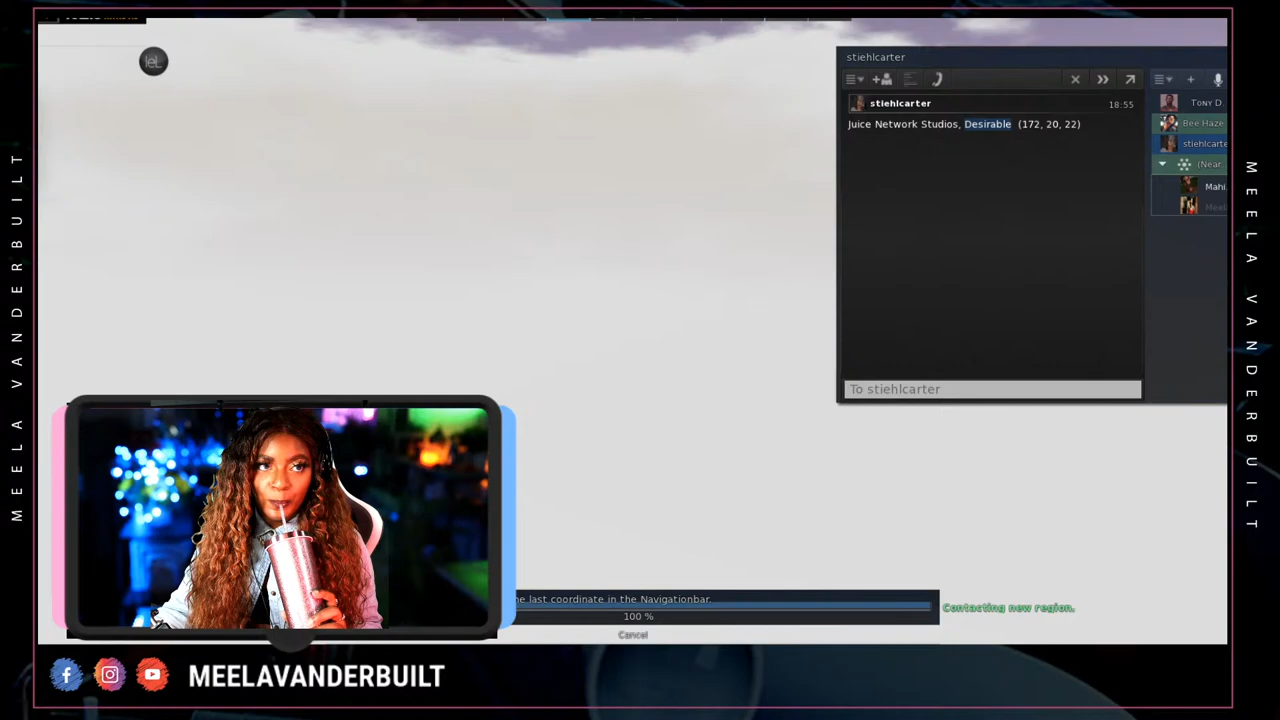 stiehlcarter
stiehlcarter
18:55
Juice Network Studios, Desirable (172, 20, 22)
To stiehlcarter
TONY D.
Bee Haze
stiehlcarte
(Near
Mahi.
Meel
MEELA VANDERBUILT
MEELA VANDERBUILT
he last coordinate in the Navigationbar.
100 %
Cancel
Contacting new region.
MEELAVANDERBUILT